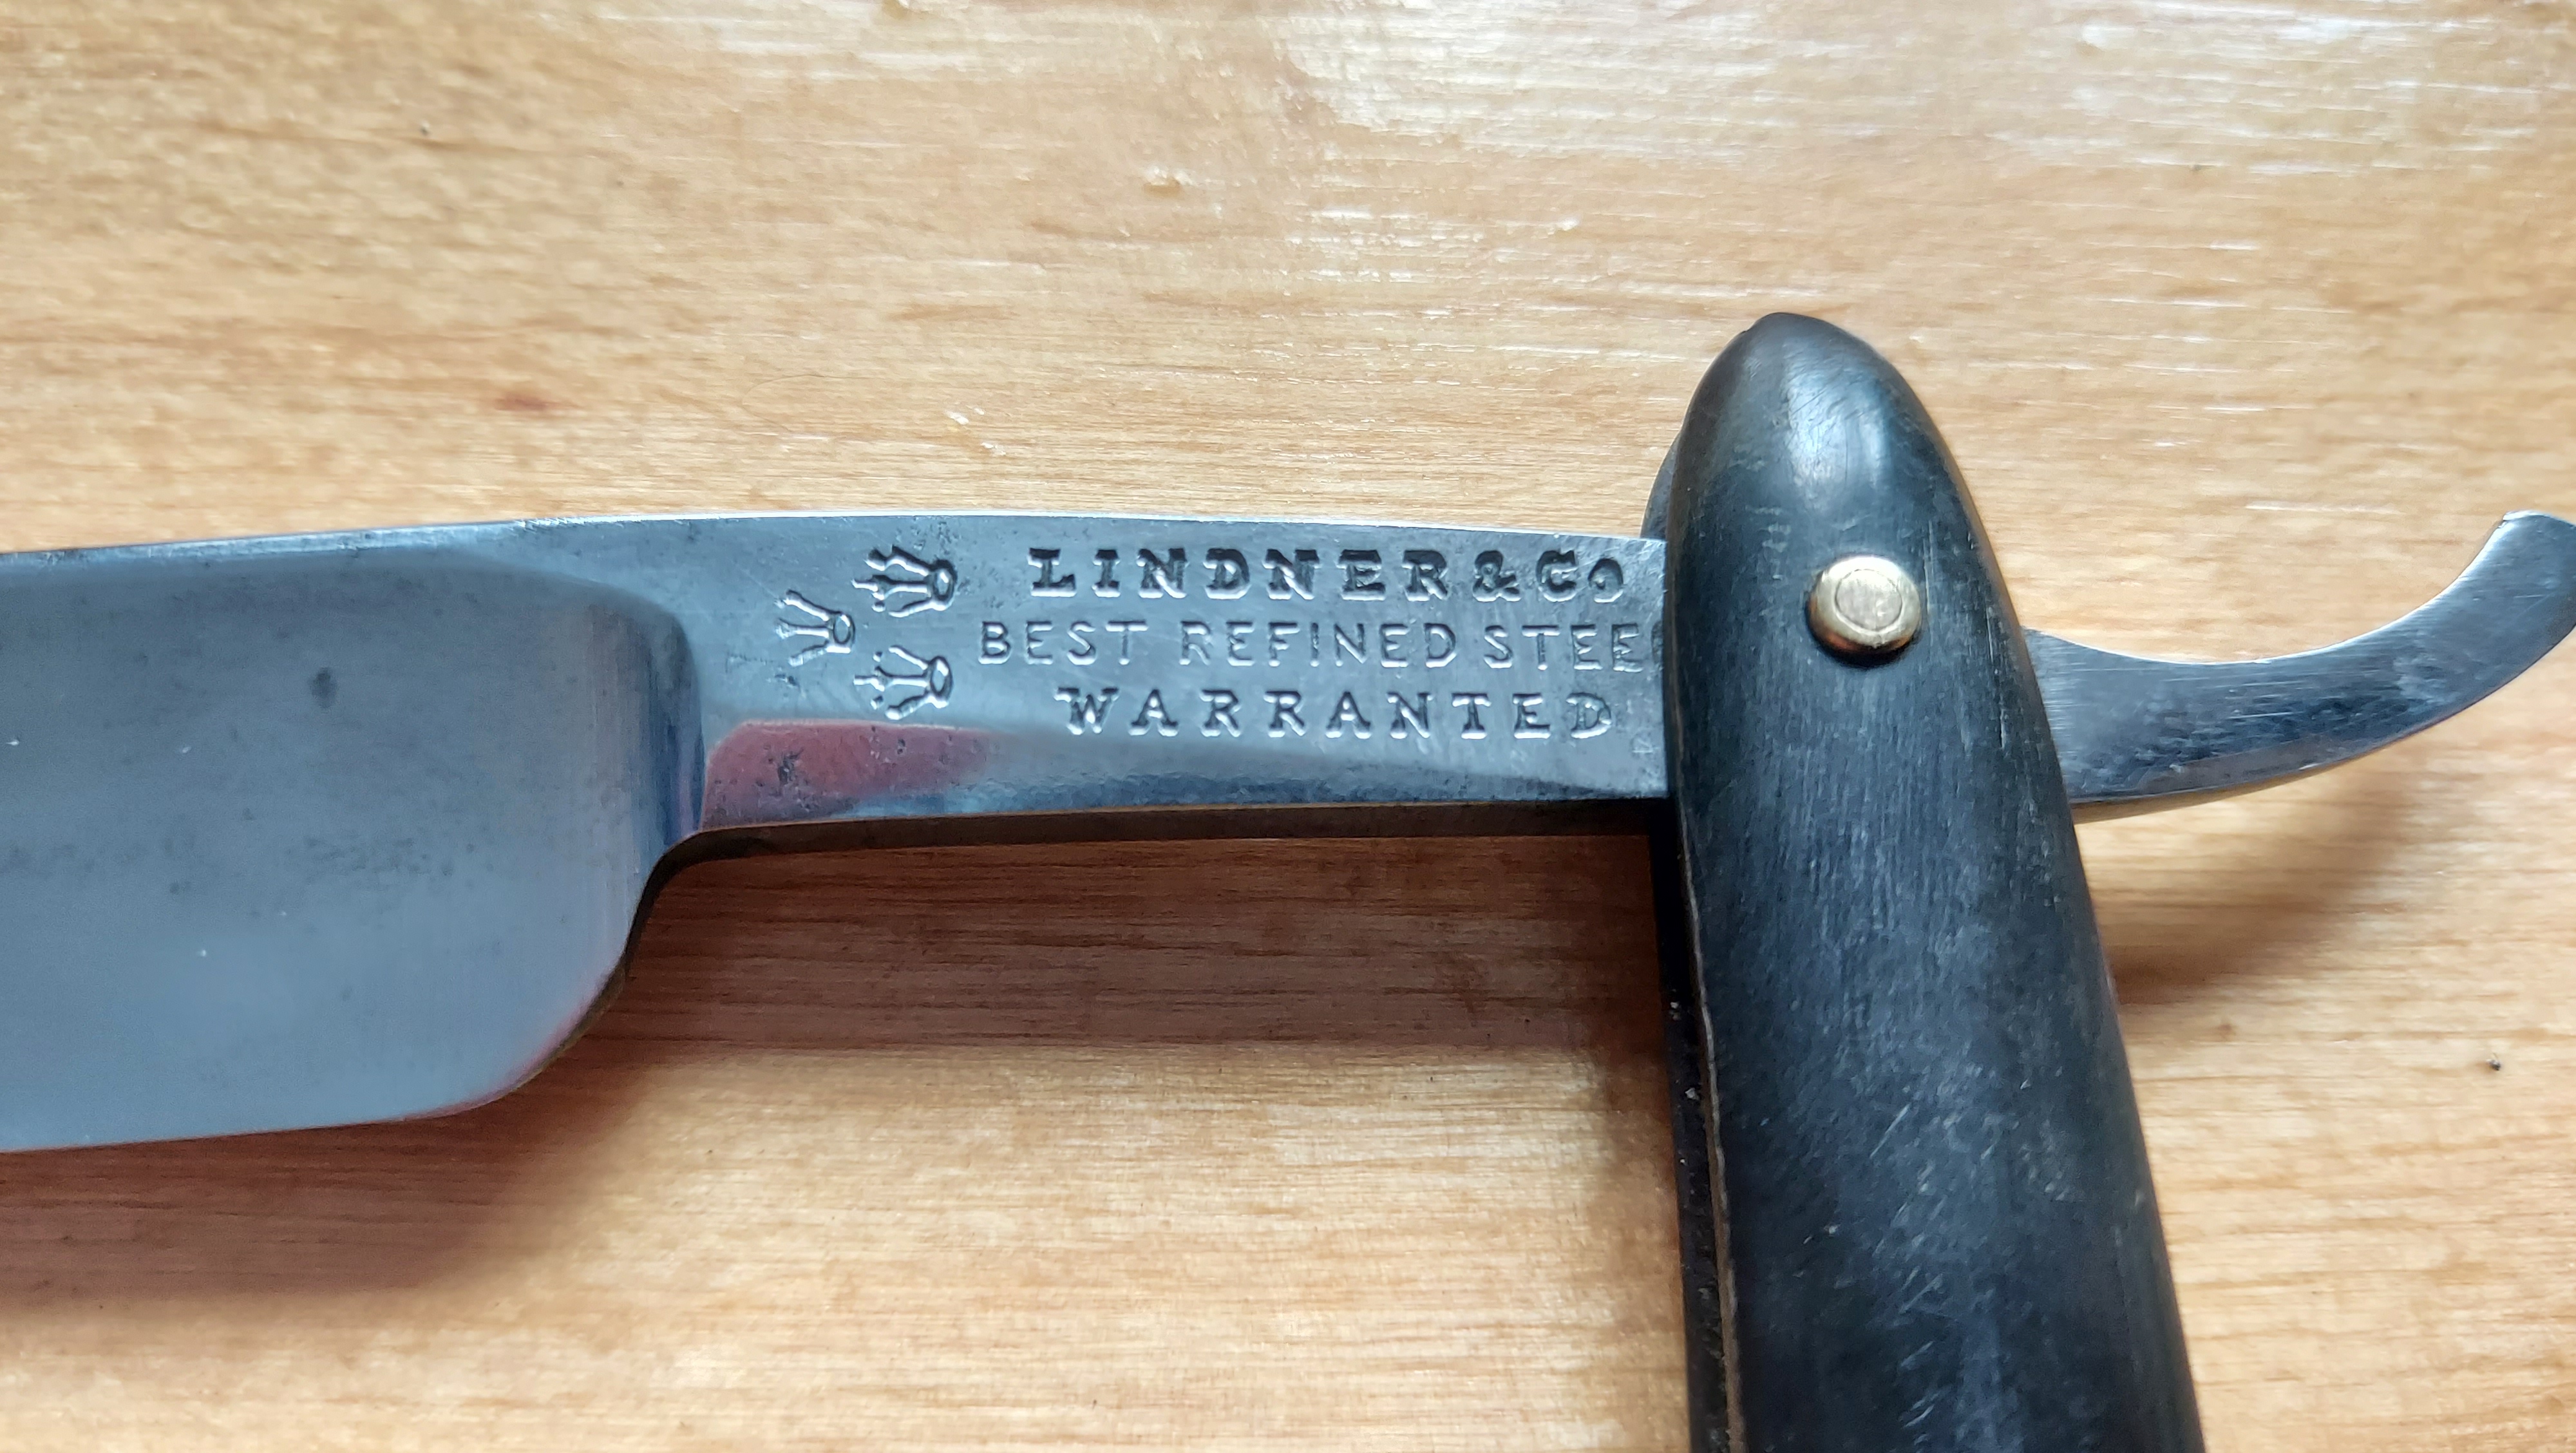 LINDNER & Co
BEST REFINED STEE
WARRANTED